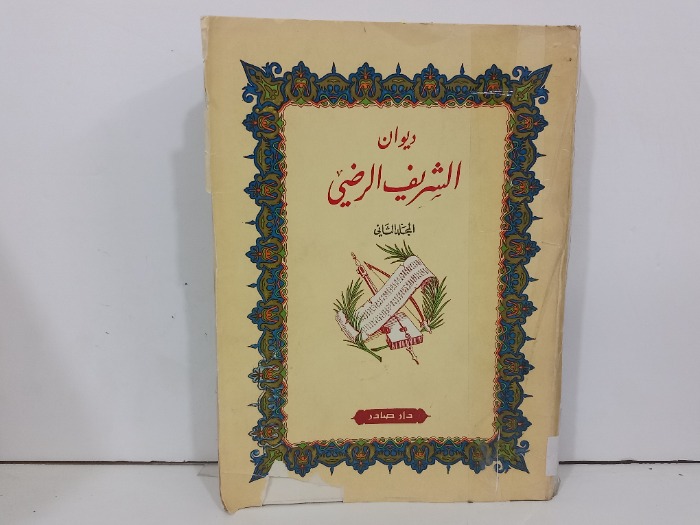 ديوان
الشريف الرضي
المجلد الثاني
دار صادر